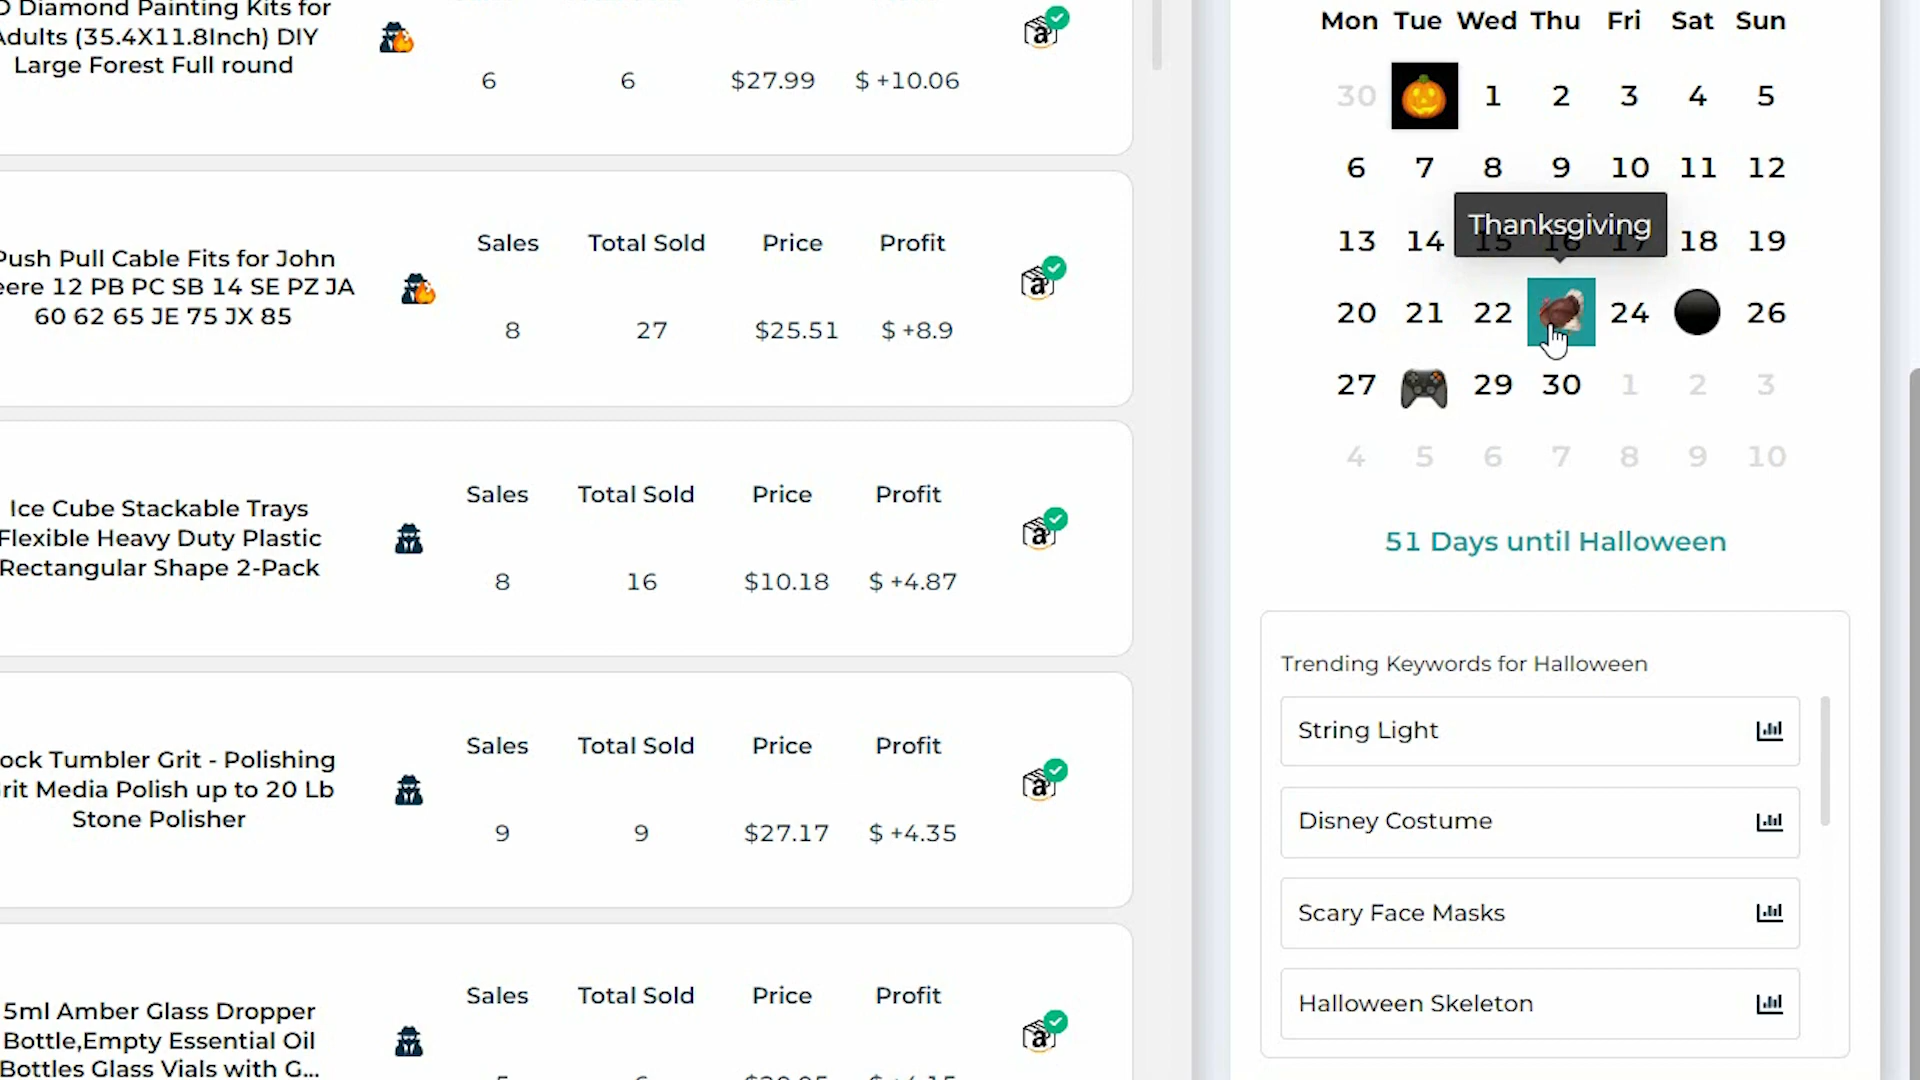 Diamond Painting Kits for
Adults (35.4X11.8Inch) DIY
Large Forest Full round
6 6 $27.99 $ +10.06
Push Pull Cable Fits for John
eere 12 PB PC SB 14 SE PZ JA
60 62 65 JE 75 JX 85
Sales Total Sold Price Profit
8 27 $25.51 $ +8.9
Ice Cube Stackable Trays
Flexible Heavy Duty Plastic
Rectangular Shape 2-Pack
Sales Total Sold Price Profit
8 16 $10.18 $ +4.87
ock Tumbler Grit - Polishing
rit Media Polish up to 20 Lb
Stone Polisher
Sales Total Sold Price Profit
9 9 $27.17 $ +4.35
5ml Amber Glass Dropper
Bottle,Empty Essential Oil
Bottles Glass Vials with G...
Sales Total Sold Price Profit
Mon Tue Wed Thu Fri Sat Sun
30 1 2 3 4 5
6 7 8 9 10 11 12
Thanksgiving
13 14 15 16 17 18 19
20 21 22 24 26
27 29 30 1 2 3
4 5 6 7 8 9 10
51 Days until Halloween
Trending Keywords for Halloween
String Light
Disney Costume
Scary Face Masks
Halloween Skeleton